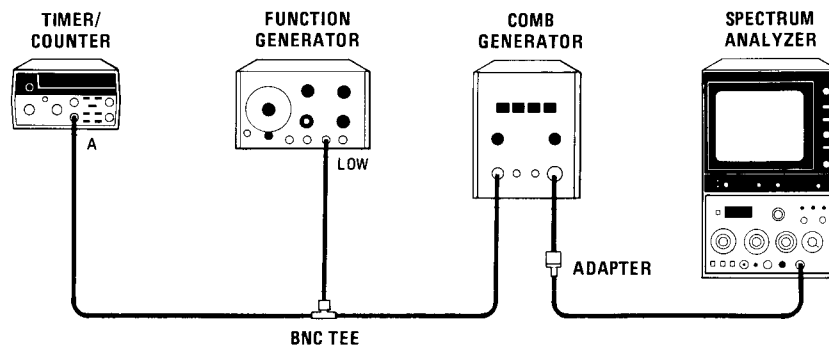 TIMER/
COUNTER
FUNCTION
GENERATOR
COMB
GENERATOR
SPECTRUM
ANALYZER
A
LOW
ADAPTER
BNC TEE